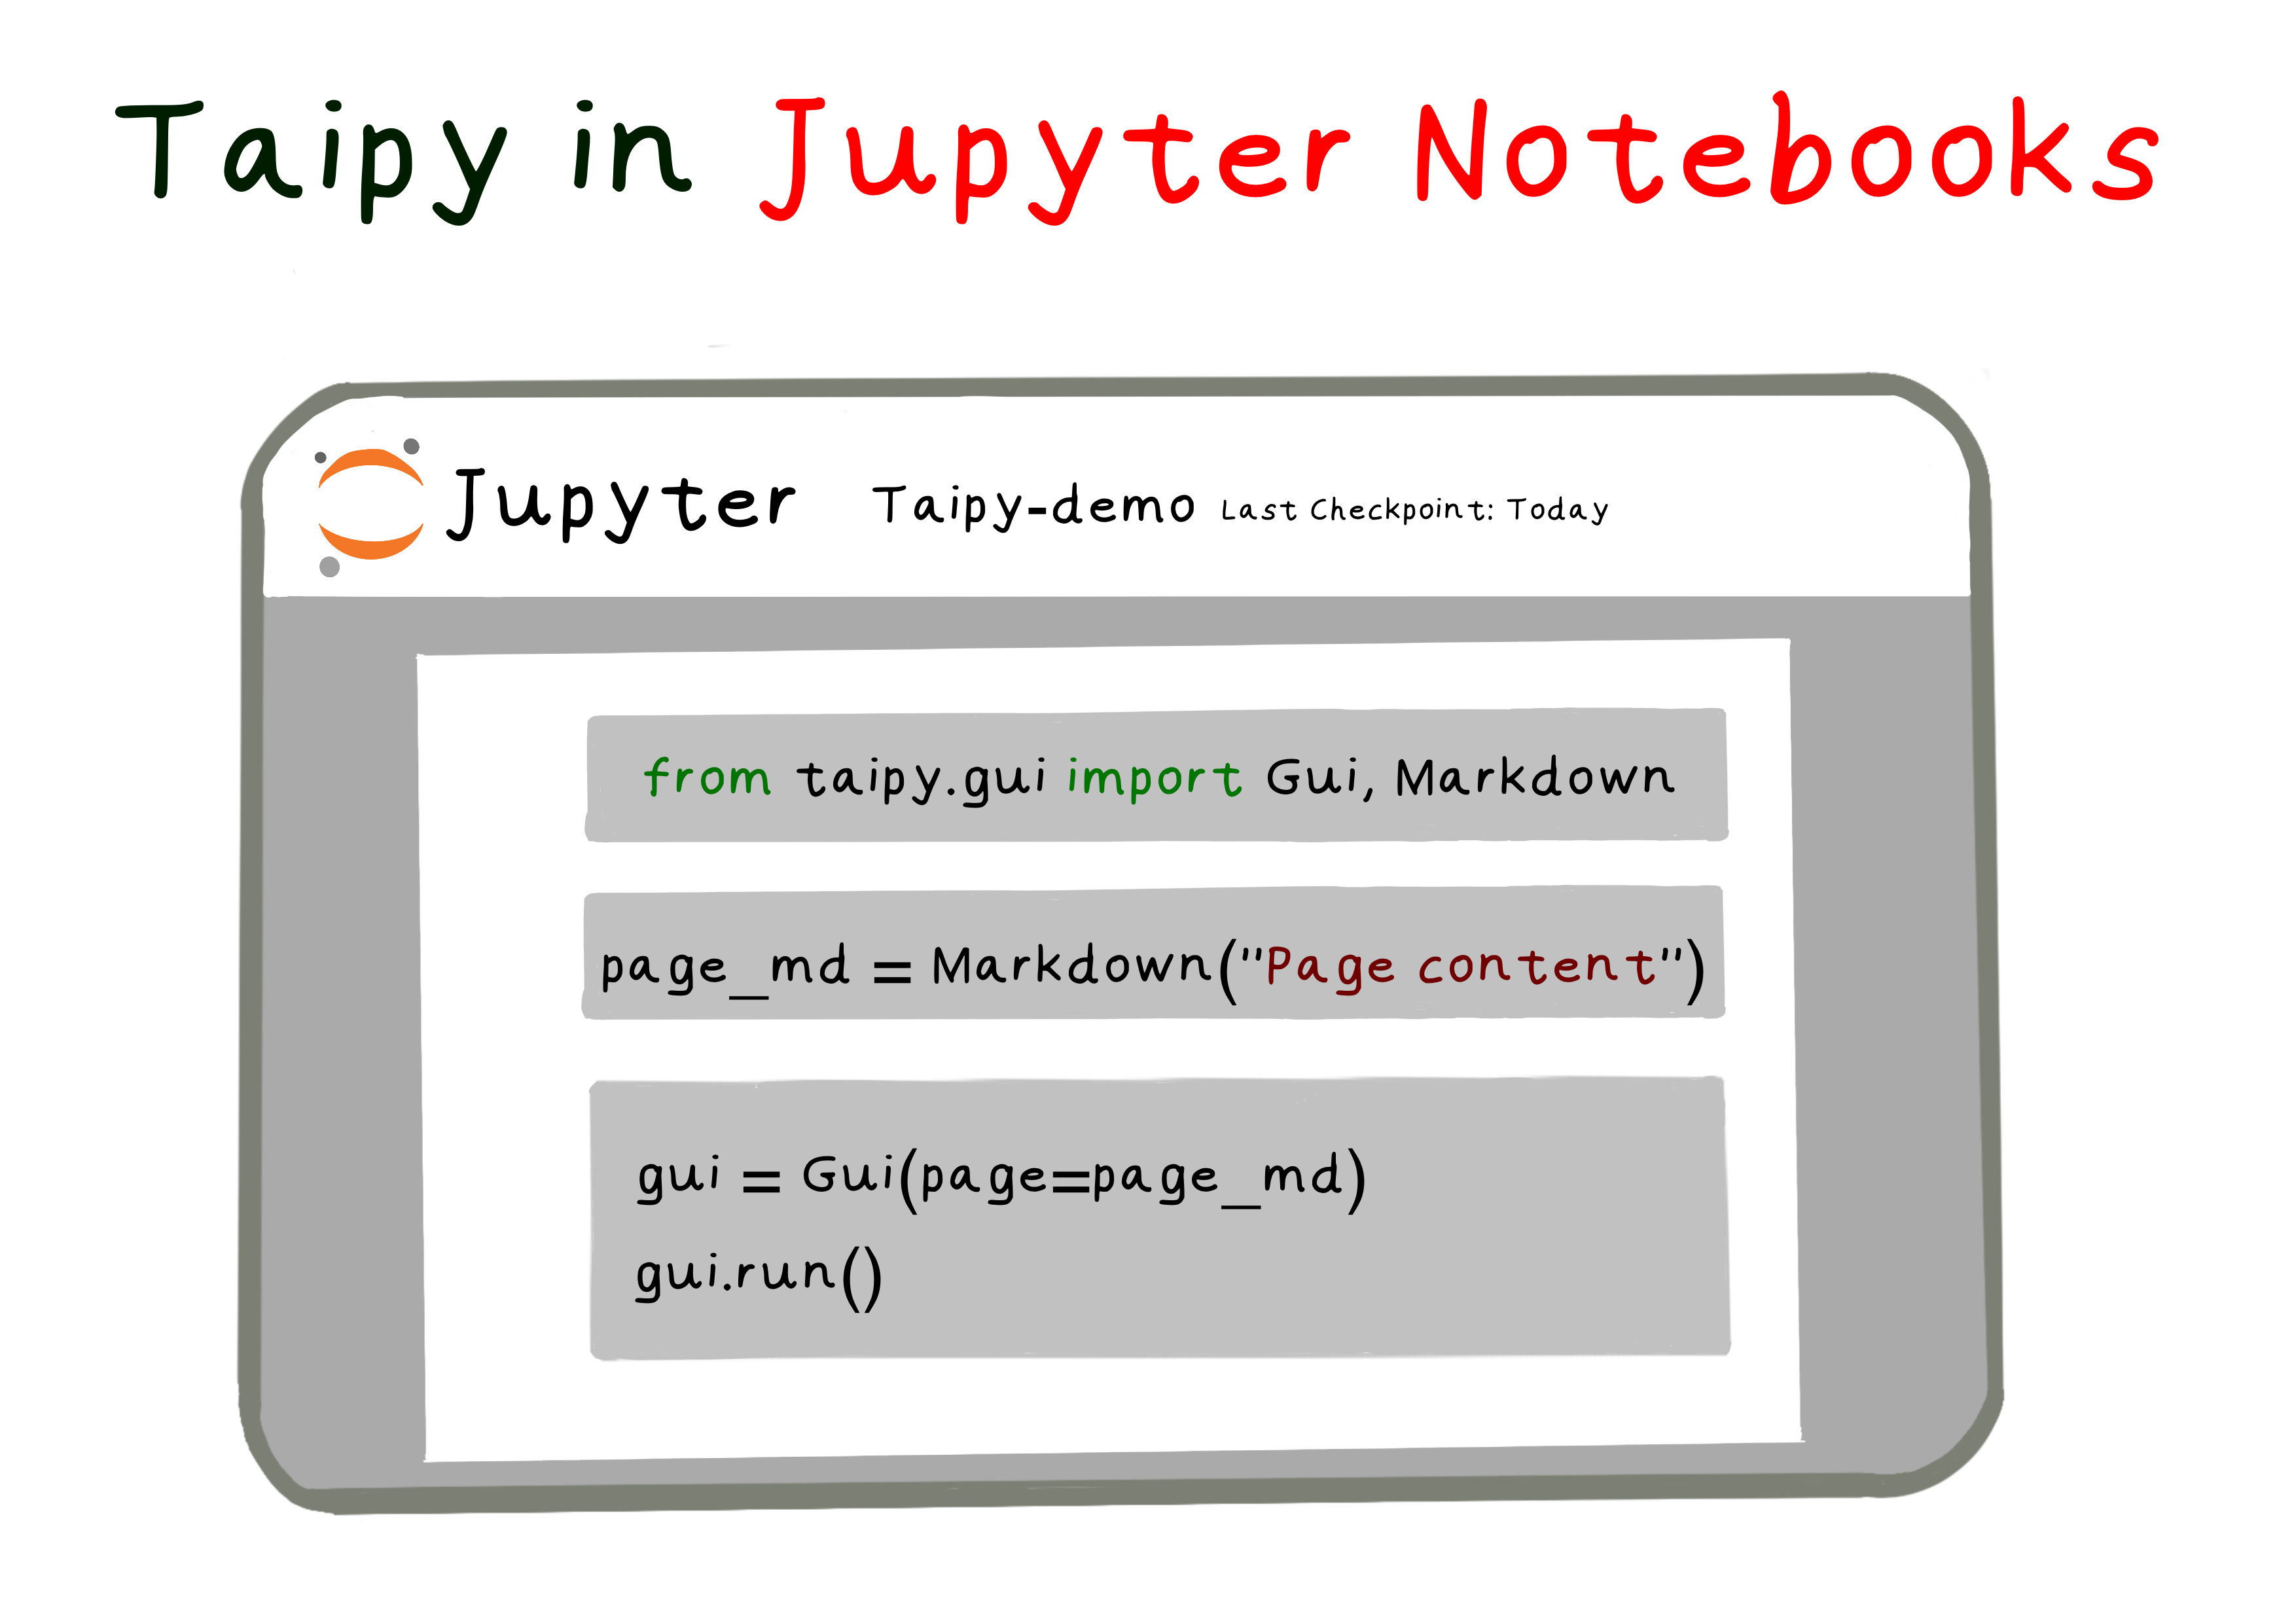 Taipy in Jupyter Notebooks
Jupyter Taipy-demo Last Checkpoint: Today
from taipy.gui import Gui, Markdown
page_md = Markdown("Page content")
gui = Gui(page=page_md)
gui.run()